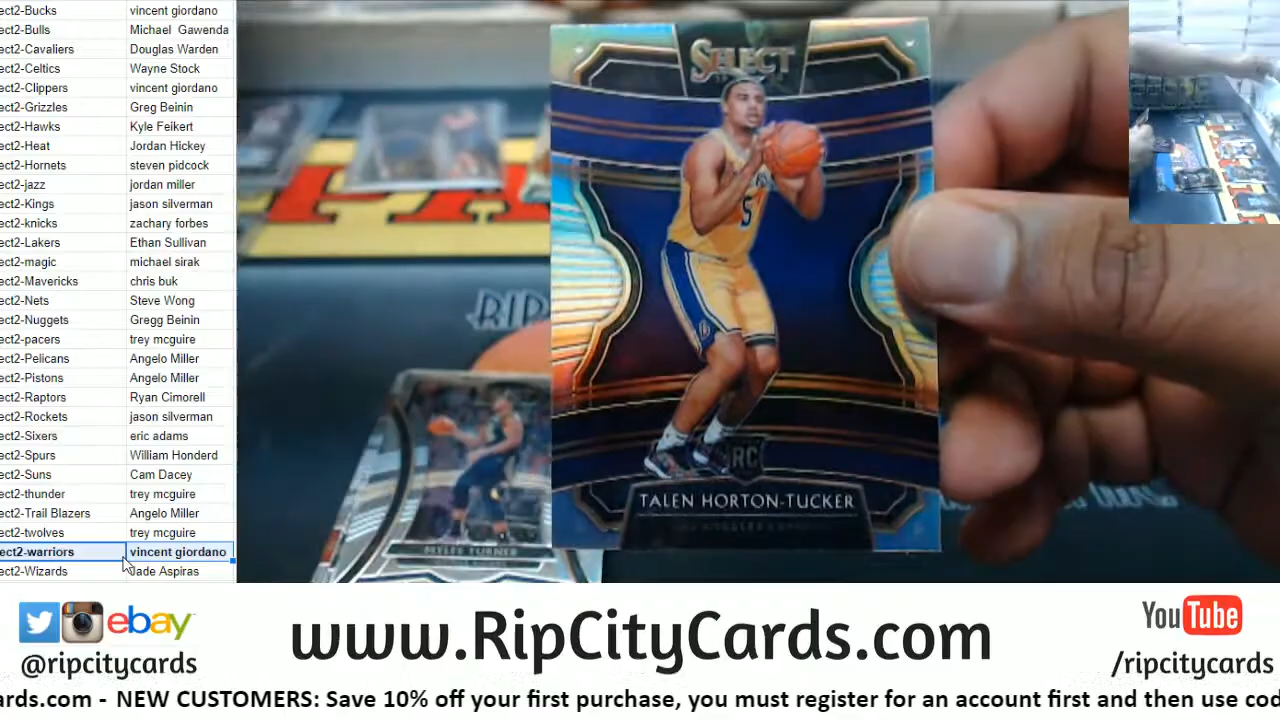 ect2-Bucks vincent giordano
ect2-Bulls Michael Gawenda
ect2-Cavaliers Douglas Warden
ect2-Celtics Wayne Stock
ect2-Clippers vincent giordano
ect2-Grizzles Greg Beinin
ect2-Hawks Kyle Feikert
ect2-Heat Jordan Hickey
ect2-Hornets steven pidcock
ect2-jazz jordan miller
ect2-Kings jason silverman
ect2-knicks zachary forbes
ect2-Lakers Ethan Sullivan
ect2-magic michael sirak
ect2-Mavericks chris buk
ect2-Nets Steve Wong
ect2-Nuggets Gregg Beinin
ect2-pacers trey mcguire
ect2-Pelicans Angelo Miller
ect2-Pistons Angelo Miller
ect2-Raptors Ryan Cimorell
ect2-Rockets jason silverman
ect2-Sixers eric adams
ect2-Spurs William Honderd
ect2-Suns Cam Dacey
ect2-thunder trey mcguire
ect2-Trail Blazers Angelo Miller
ect2-twolves trey mcguire
ect2-warriors vincent giordano
ect2-Wizards Jade Aspiras
SELECT
5
RC
TALEN HORTON-TUCKER
RIP
MYLES TURNER
ebay
@ripcitycards
www.RipCityCards.com
YouTube
/ripcitycards
ards.com - NEW CUSTOMERS: Save 10% off your first purchase, you must register for an account first and then use cod